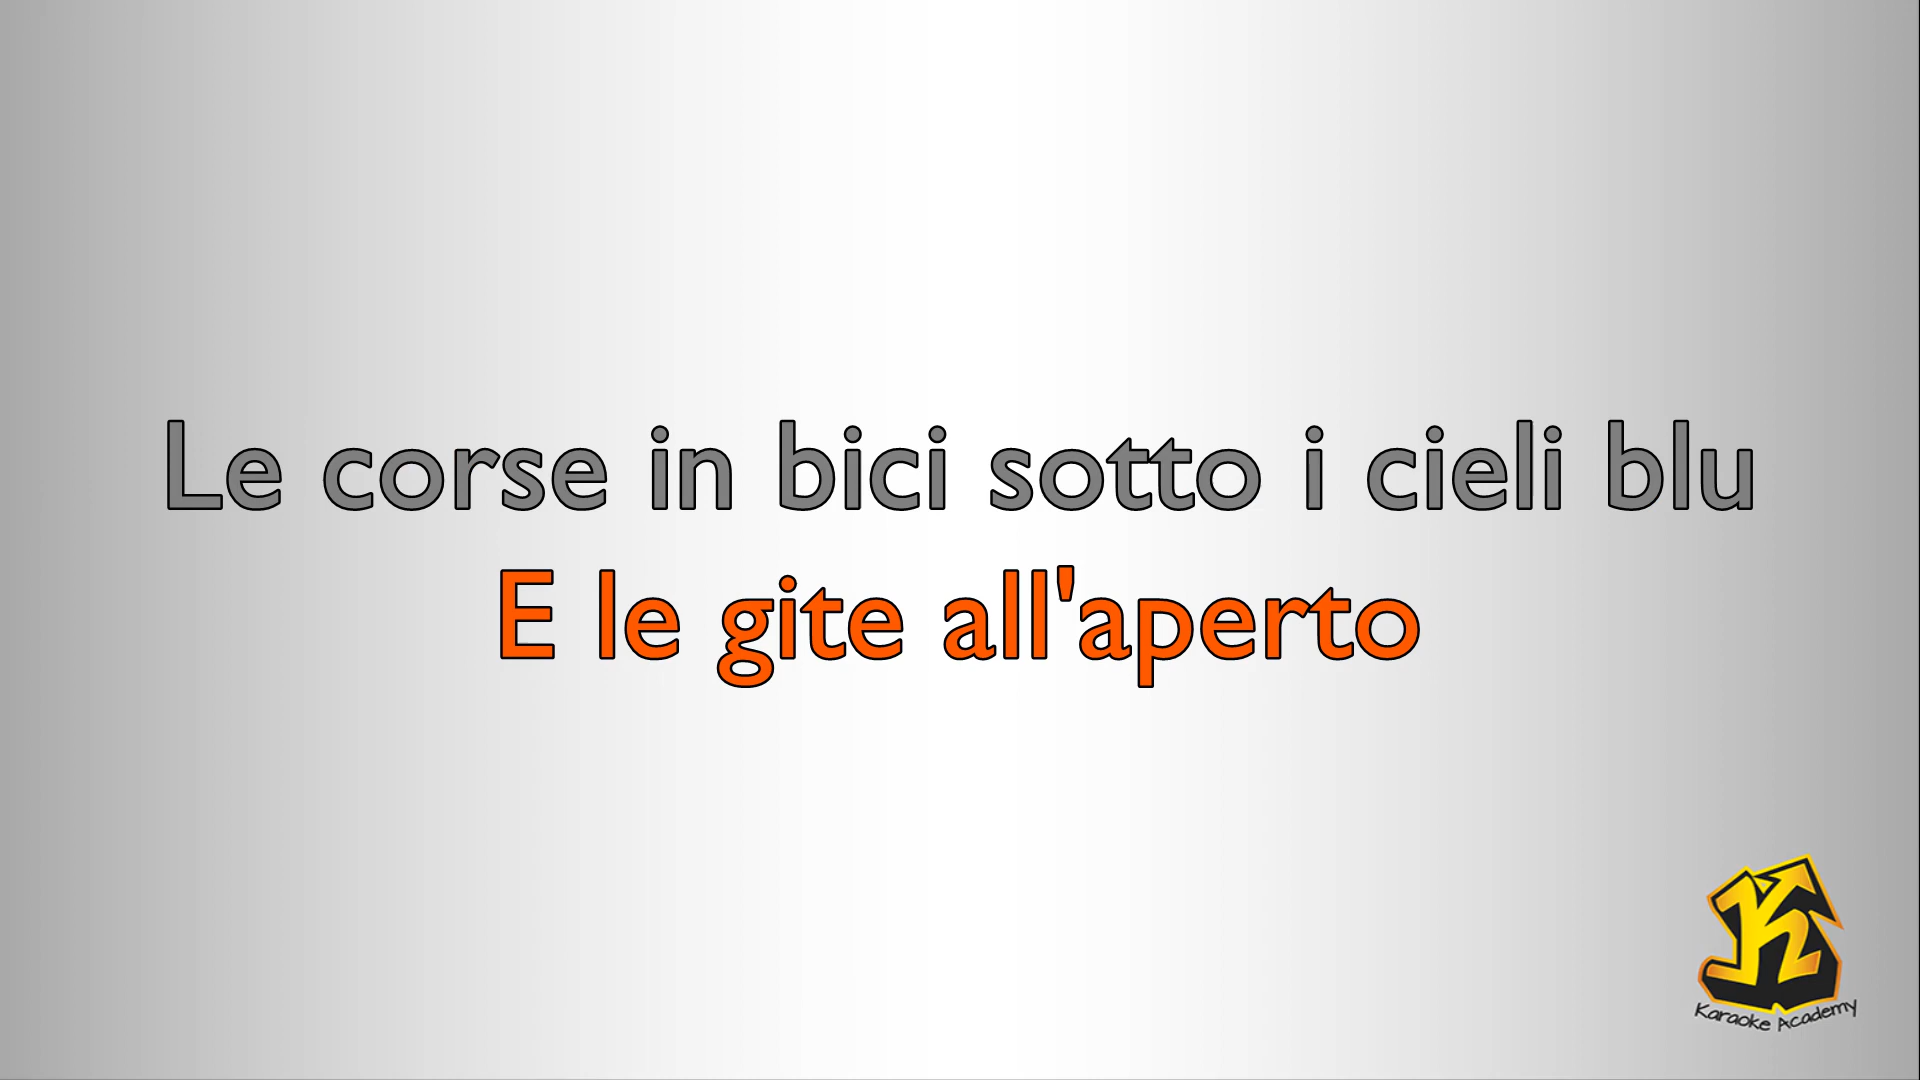 Le corse in bici sotto i cieli blu
E le gite all'aperto
K
Karaoke Academy